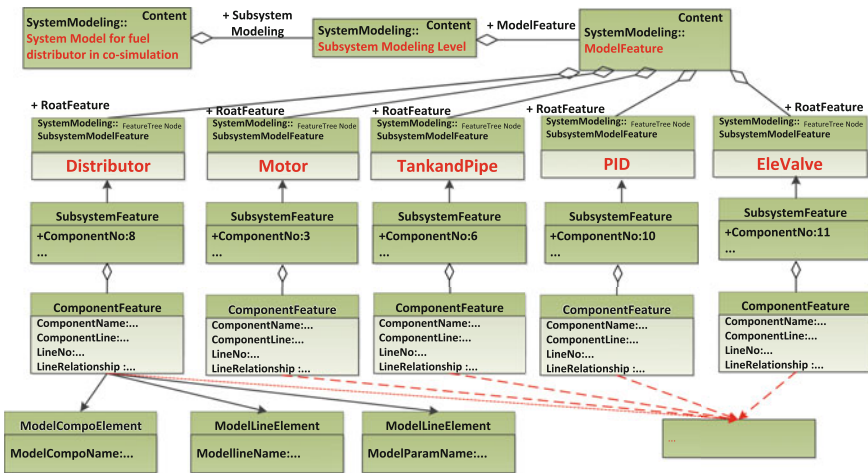 Content
SystemModeling::
System Model for fuel
distributor in co-simulation
+ Subsystem
Modeling
Content
SystemModeling::
Subsystem Modeling Level
+ ModelFeature
Content
SystemModeling::
ModelFeature
+ RoatFeature
+ RoatFeature
+ RoatFeature
+ RoatFeature
+ RoatFeature
SystemModeling:: FeatureTree Node
SubsystemModelFeature
Distributor
SystemModeling:: FeatureTree Node
SubsystemModelFeature
Motor
SystemModeling:: FeatureTree Node
SubsystemModelFeature
TankandPipe
SystemModeling:: FeatureTree Node
SubsystemModelFeature
PID
SystemModeling:: FeatureTree Node
SubsystemModelFeature
EleValve
SubsystemFeature
+ComponentNo:8
...
SubsystemFeature
+ComponentNo:3
...
SubsystemFeature
+ComponentNo:6
...
SubsystemFeature
+ComponentNo:10
...
SubsystemFeature
+ComponentNo:11
...
ComponentFeature
ComponentName:...
ComponentLine:...
LineNo:...
LineRelationship :...
ComponentFeature
ComponentName:...
ComponentLine:...
LineNo:...
LineRelationship :...
ComponentFeature
ComponentName:...
ComponentLine:...
LineNo:...
LineRelationship :...
ComponentFeature
ComponentName:...
ComponentLine:...
LineNo:...
LineRelationship :...
ComponentFeature
ComponentName:...
ComponentLine:...
LineNo:...
LineRelationship :...
ModelCompoElement
ModelCompoName:...
ModelLineElement
ModellineName:...
ModelLineElement
ModelParamName:...
...